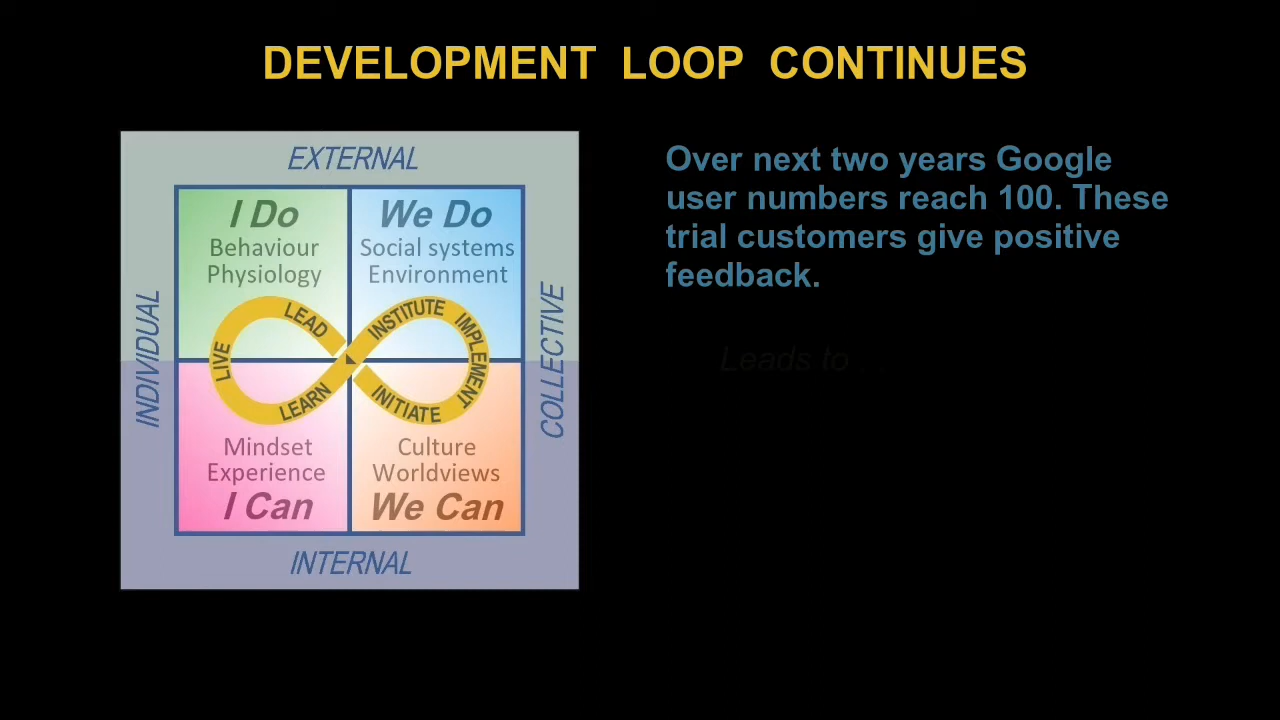 DEVELOPMENT LOOP CONTINUES
EXTERNAL
I Do
Behaviour
Physiology
We Do
Social systems
Environment
INDIVIDUAL
COLLECTIVE
LIVE
LEAD
LEARN
INSTITUTE
IMPLEMENT
INITIATE
Mindset
Experience
I Can
Culture
Worldviews
We Can
INTERNAL
Over next two years Google
user numbers reach 100. These
trial customers give positive
feedback.
Leads to . .